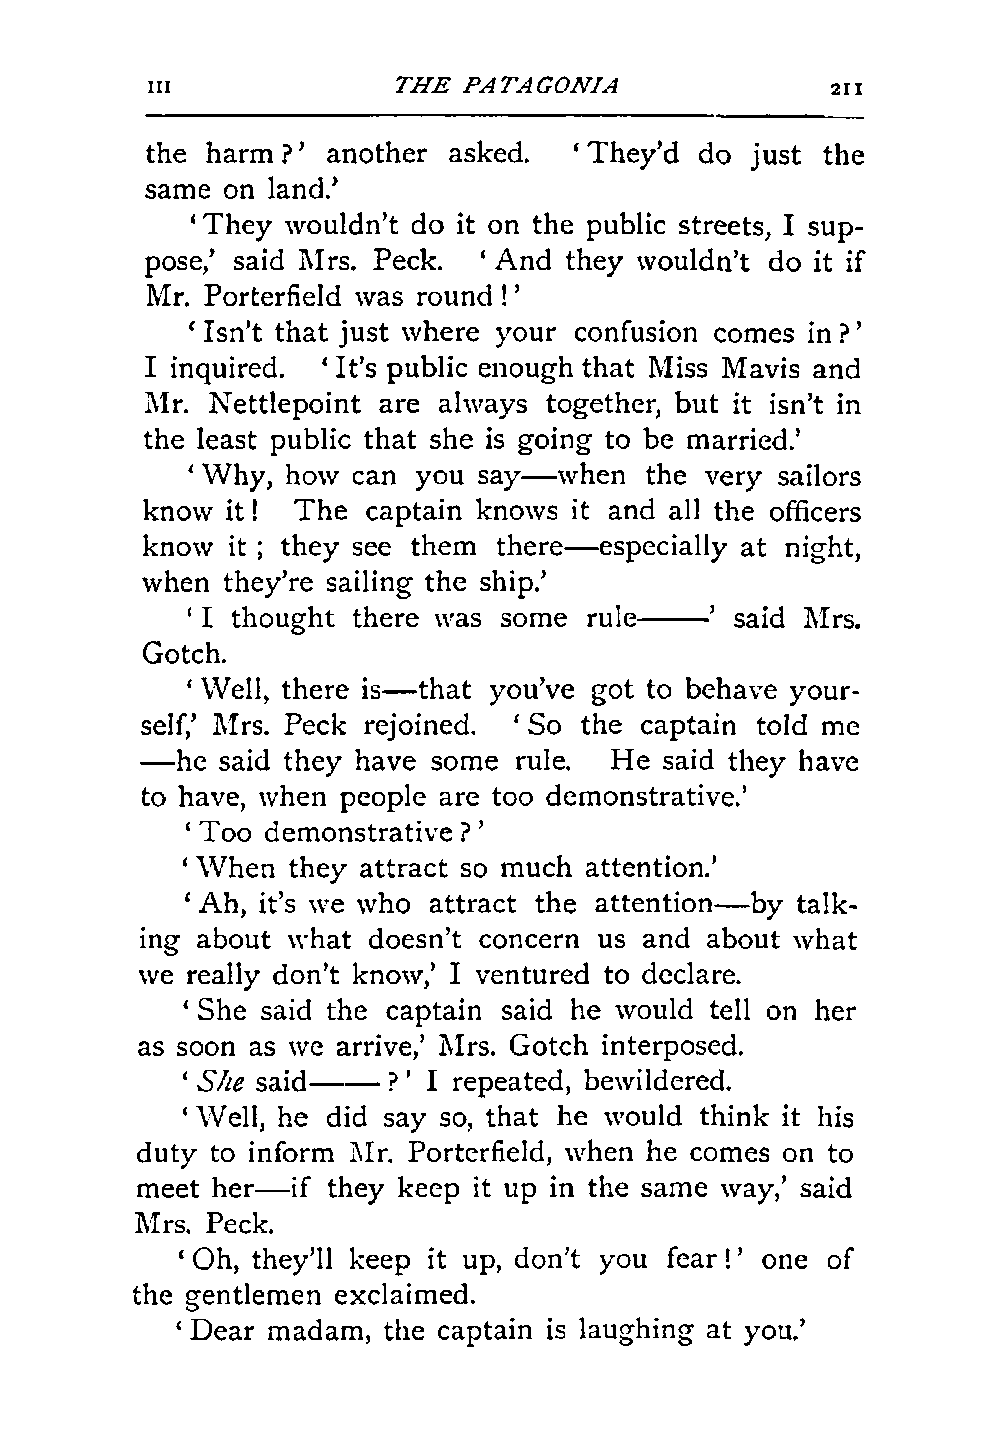 III THE PATAGONIA 211
the harm?' another asked. 'They'd do just the
same on land.'
'They wouldn't do it on the public streets, I sup-
pose,' said Mrs. Peck. 'And they wouldn't do it if
Mr. Porterfield was round!'
'Isn't that just where your confusion comes in?'
I inquired. 'It's public enough that Miss Mavis and
Mr. Nettlepoint are always together, but it isn't in
the least public that she is going to be married.'
'Why, how can you say—when the very sailors
know it! The captain knows it and all the officers
know it; they see them there—especially at night,
when they're sailing the ship.'
'I thought there was some rule——' said Mrs.
Gotch.
'Well, there is—that you've got to behave your-
self,' Mrs. Peck rejoined. 'So the captain told me
—he said they have some rule. He said they have
to have, when people are too demonstrative.'
'Too demonstrative?'
'When they attract so much attention.'
'Ah, it's we who attract the attention—by talk-
ing about what doesn't concern us and about what
we really don't know,' I ventured to declare.
'She said the captain said he would tell on her
as soon as we arrive,' Mrs. Gotch interposed.
'She said——?' I repeated, bewildered.
'Well, he did say so, that he would think it his
duty to inform Mr. Porterfield, when he comes on to
meet her—if they keep it up in the same way,' said
Mrs. Peck.
'Oh, they'll keep it up, don't you fear!' one of
the gentlemen exclaimed.
'Dear madam, the captain is laughing at you.'